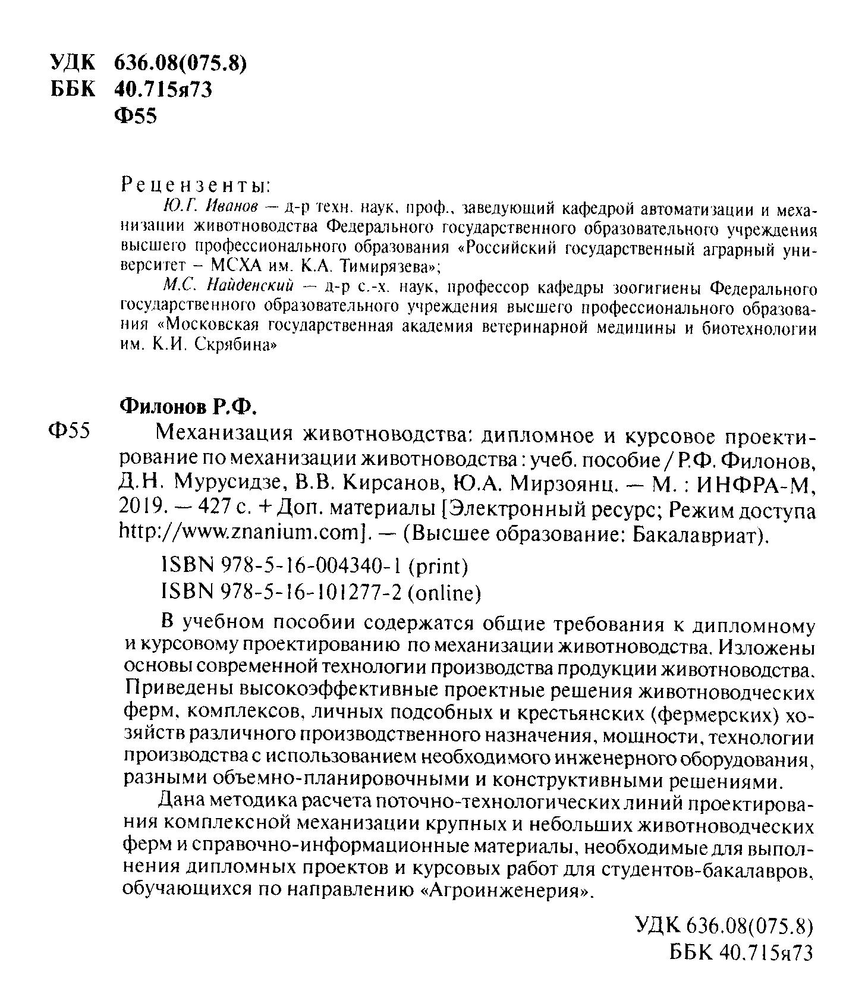 УДК 636.08(075.8)
ББК 40.715я73
Ф55
Рецензенты:
Ю.Г. Иванов — д-р техн. наук, проф., заведующий кафедрой автоматизации и меха-
низации животноводства Федерального государственного образовательного учреждения
высшего профессионального образования «Российский государственный аграрный уни-
верситет – МСХА им. К.А. Тимирязева»;
М.С. Найденский — д-р с.-х. наук, профессор кафедры зоогигиены Федерального
государственного образовательного учреждения высшего профессионального образова-
ния «Московская государственная академия ветеринарной медицины и биотехнологии
им. К.И. Скрябина»
Филонов Р.Ф.
Ф55 Механизация животноводства: дипломное и курсовое проекти-
рование по механизации животноводства : учеб. пособие / Р.Ф. Филонов,
Д.Н. Мурусидзе, В.В. Кирсанов, Ю.А. Мирзоянц. — М. : ИНФРА-М,
2019. — 427 с. + Доп. материалы [Электронный ресурс; Режим доступа
http://www.znanium.com]. — (Высшее образование: Бакалавриат).
ISBN 978-5-16-004340-1 (print)
ISBN 978-5-16-101277-2 (online)
В учебном пособии содержатся общие требования к дипломному
и курсовому проектированию по механизации животноводства. Изложены
основы современной технологии производства продукции животноводства.
Приведены высокоэффективные проектные решения животноводческих
ферм, комплексов, личных подсобных и крестьянских (фермерских) хо-
зяйств различного производственного назначения, мощности, технологии
производства с использованием необходимого инженерного оборудования,
разными объемно-планировочными и конструктивными решениями.
Дана методика расчета поточно-технологических линий проектирова-
ния комплексной механизации крупных и небольших животноводческих
ферм и справочно-информационные материалы, необходимые для выпол-
нения дипломных проектов и курсовых работ для студентов-бакалавров,
обучающихся по направлению «Агроинженерия».
УДК 636.08(075.8)
ББК 40.715я73